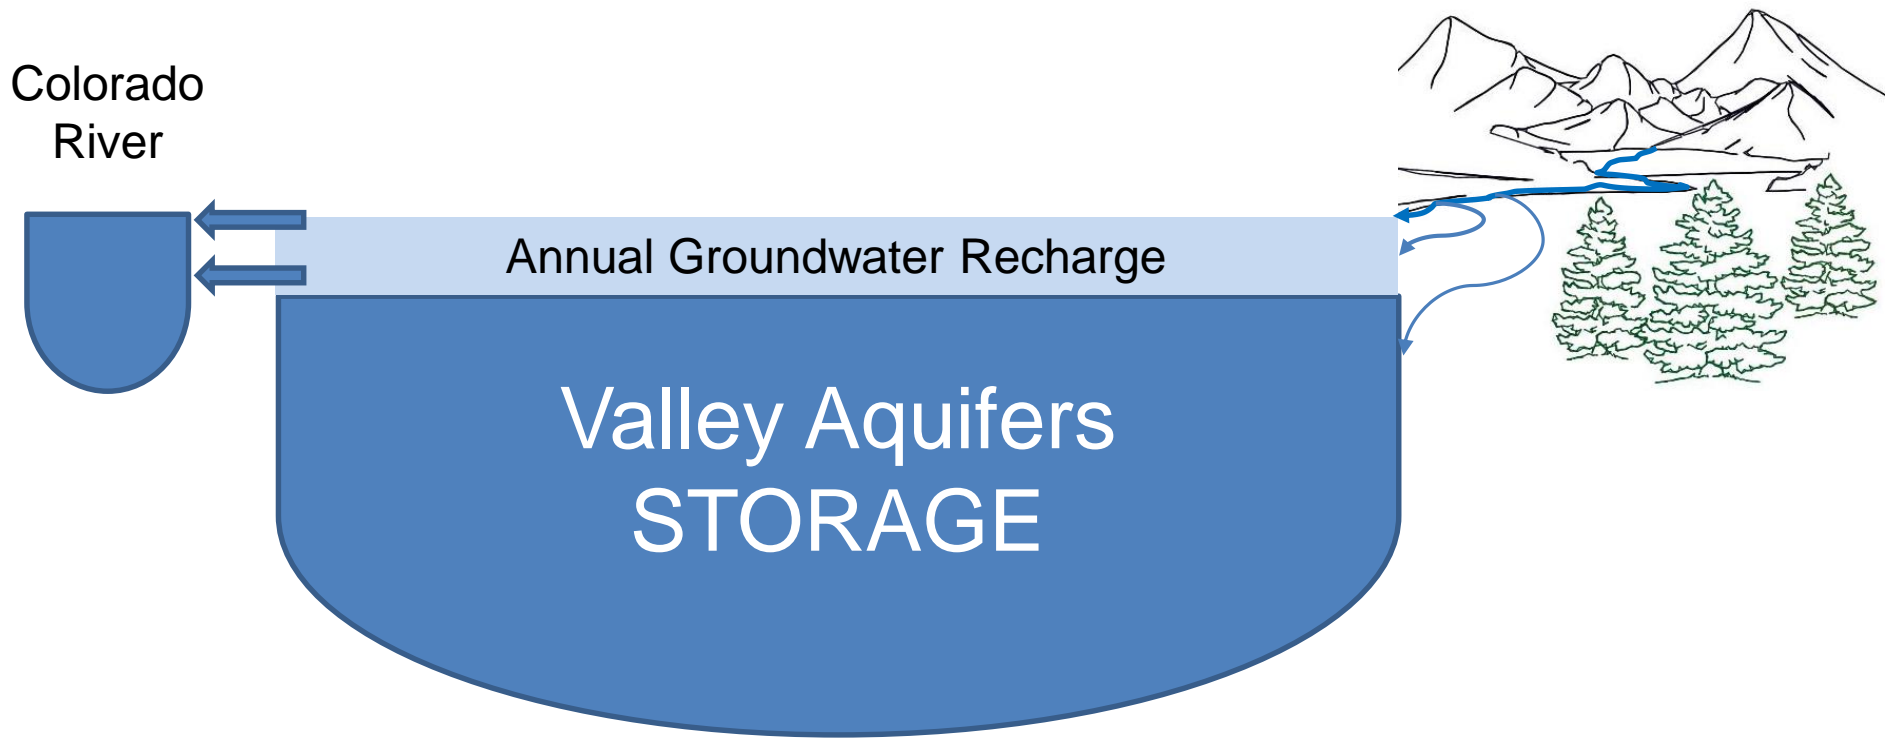 Colorado
River
Annual Groundwater Recharge
Valley Aquifers
STORAGE